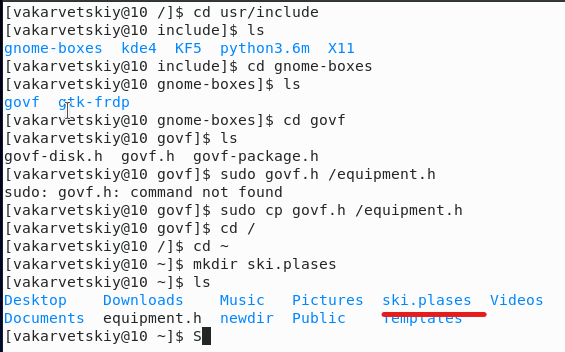 [vakarvetskiy@10 /]$ cd usr/include
[vakarvetskiy@10 include]$ ls
gnome-boxes  kde4  KF5  python3.6m  X11
[vakarvetskiy@10 include]$ cd gnome-boxes
[vakarvetskiy@10 gnome-boxes]$ ls
govf  gtk-frdp
[vakarvetskiy@10 gnome-boxes]$ cd govf
[vakarvetskiy@10 govf]$ ls
govf-disk.h  govf.h  govf-package.h
[vakarvetskiy@10 govf]$ sudo govf.h /equipment.h
sudo: govf.h: command not found
[vakarvetskiy@10 govf]$ sudo cp govf.h /equipment.h
[vakarvetskiy@10 govf]$ cd /
[vakarvetskiy@10 /]$ cd ~
[vakarvetskiy@10 ~]$ mkdir ski.plases
[vakarvetskiy@10 ~]$ ls
Desktop    Downloads    Music   Pictures  ski.plases  Videos
Documents  equipment.h  newdir  Public    Templates
[vakarvetskiy@10 ~]$ S